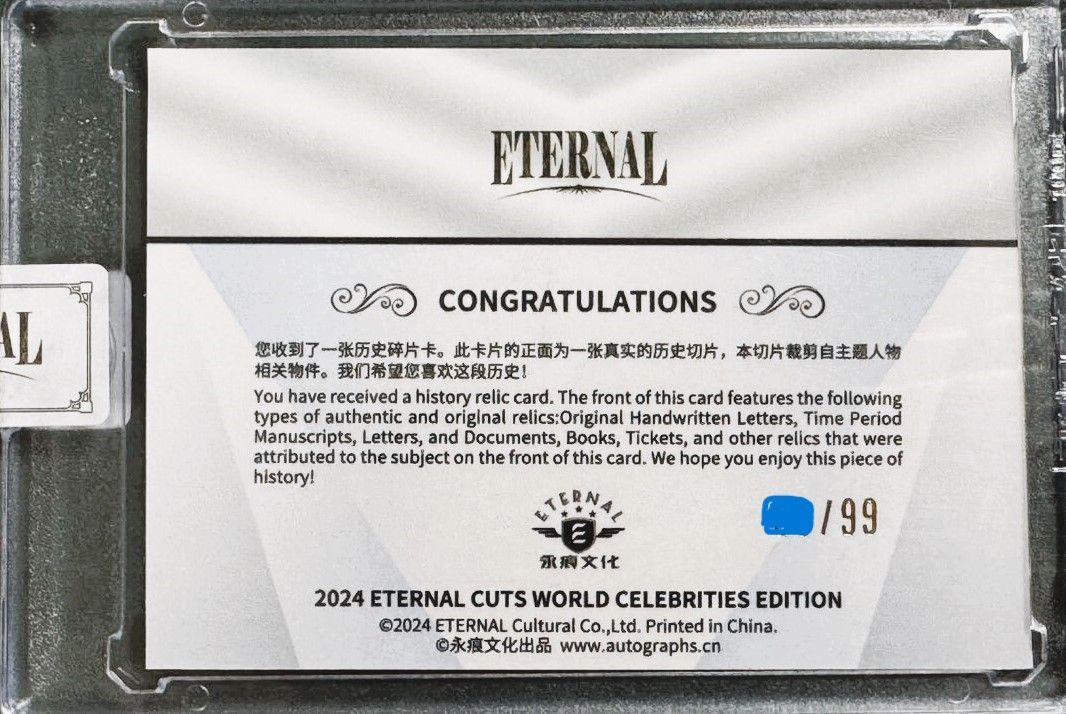 ETERNAL
AL
CONGRATULATIONS
您收到了一张历史碎片卡。此卡片的正面为一张真实的历史切片，本切片裁剪自主题人物
相关物件。我们希望您喜欢这段历史！
You have received a history relic card. The front of this card features the following
types of authentic and original relics:Original Handwritten Letters, Time Period
Manuscripts, Letters, and Documents, Books, Tickets, and other relics that were
attributed to the subject on the front of this card. We hope you enjoy this piece of
history!
ETERNAL
永痕文化
/99
2024 ETERNAL CUTS WORLD CELEBRITIES EDITION
©2024 ETERNAL Cultural Co.,Ltd. Printed in China.
©永痕文化出品 www.autographs.cn